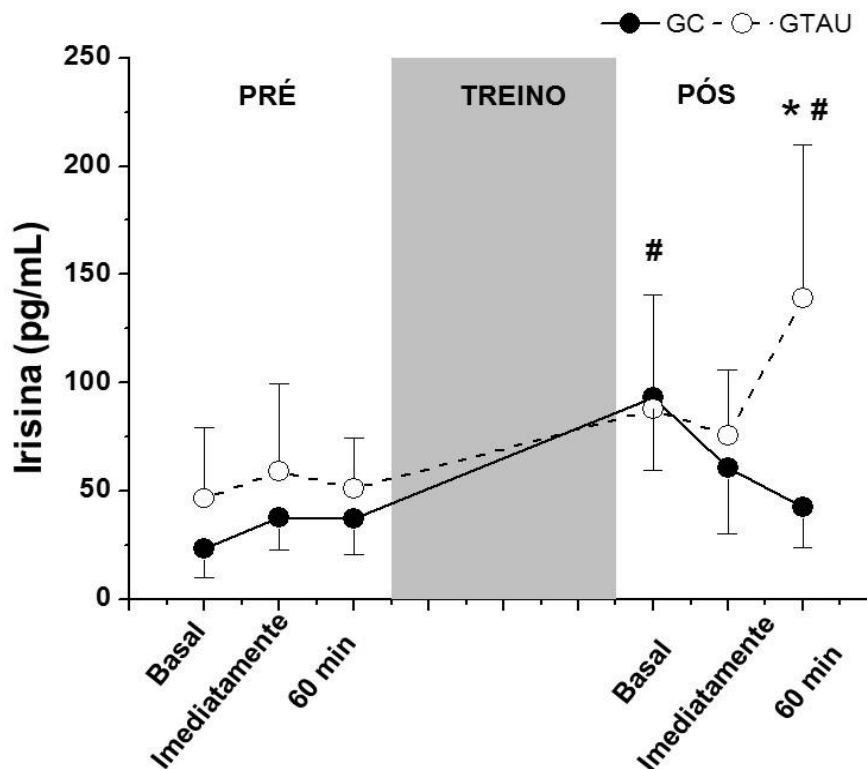 GC GTAU
250
PRÉ TREINO PÓS
* #
200
#
150
Irisina (pg/mL)
100
50
0
Basal
Imediatamente
60 min
Basal
Imediatamente
60 min